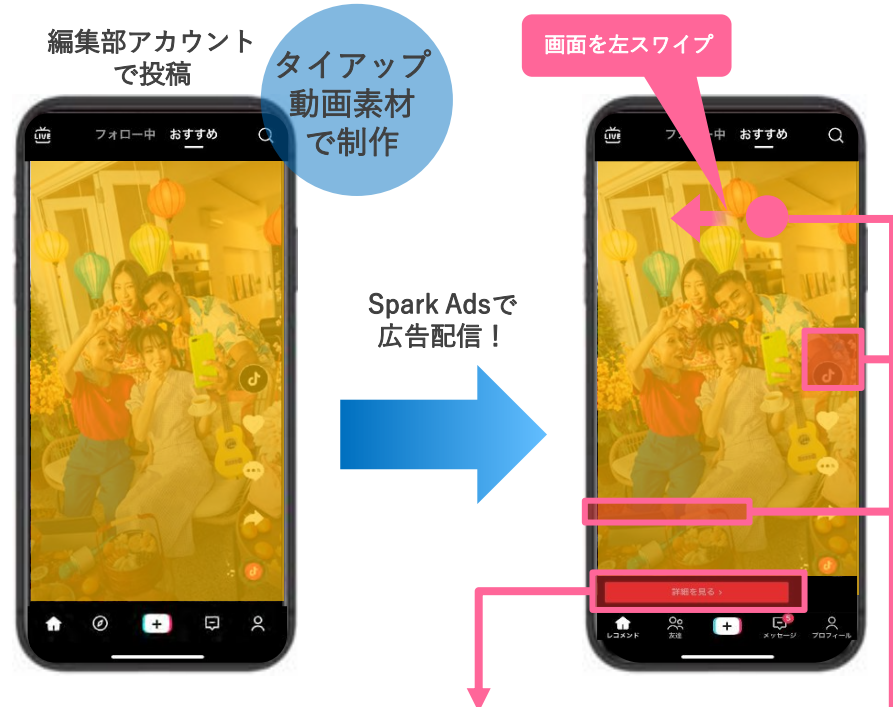 編集部アカウント
で投稿
タイアップ
動画素材
で制作
画面を左スワイプ
LIVE
フォロー中 おすすめ
Spark Adsで
広告配信！
LIVE
フォロー中 おすすめ
詳細を見る ›
レコメンド
友達
5
メッセージ
プロフィール